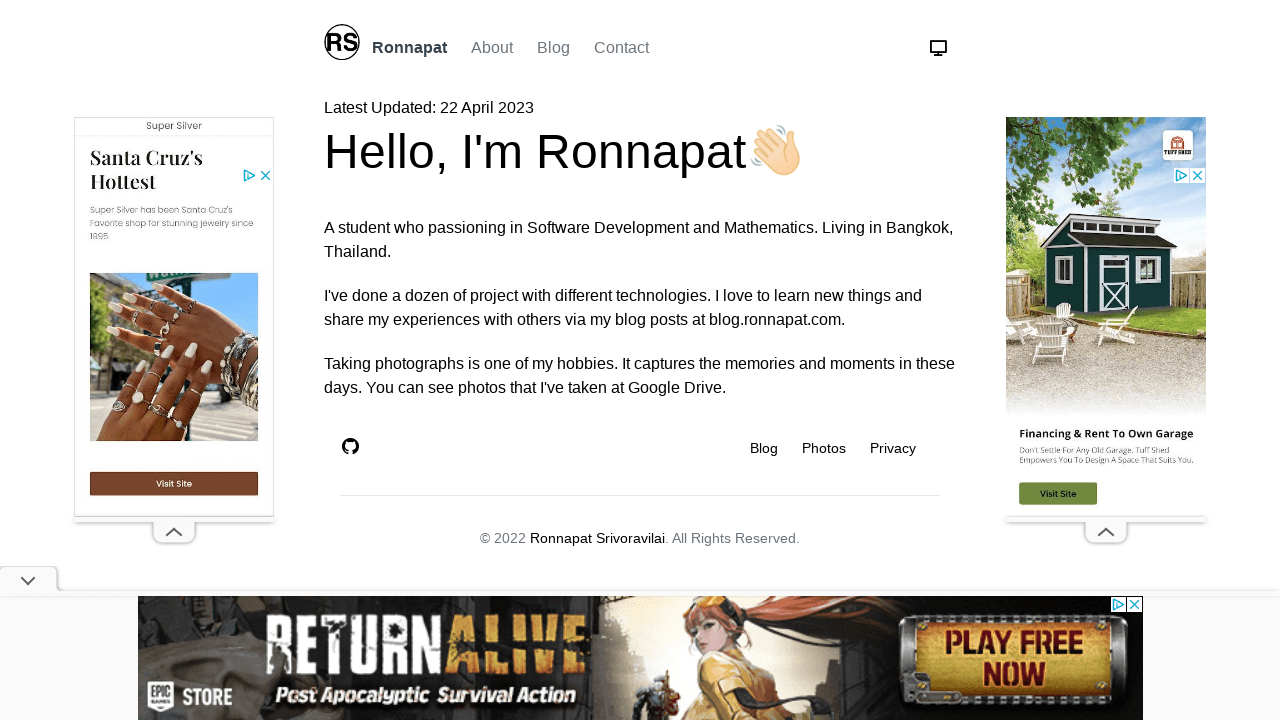 RS Ronnapat About Blog Contact
Latest Updated: 22 April 2023
Hello, I'm Ronnapat👋🏻
A student who passioning in Software Development and Mathematics. Living in Bangkok,
Thailand.
I've done a dozen of project with different technologies. I love to learn new things and
share my experiences with others via my blog posts at blog.ronnapat.com.
Taking photographs is one of my hobbies. It captures the memories and moments in these
days. You can see photos that I've taken at Google Drive.
Blog Photos Privacy
© 2022 Ronnapat Srivoravilai. All Rights Reserved.
Super Silver
Santa Cruz's
Hottest
Super Silver has been Santa Cruz's
Favorite shop for stunning jewelry since
1995.
Visit Site
TUFF SHED
Financing & Rent To Own Garage
Don't Settle For Any Old Garage. Tuff Shed
Empowers You To Design A Space That Suits You.
Visit Site
RETURN ALIVE
Post Apocalyptic Survival Action
EPIC GAMES STORE
PLAY FREE
NOW